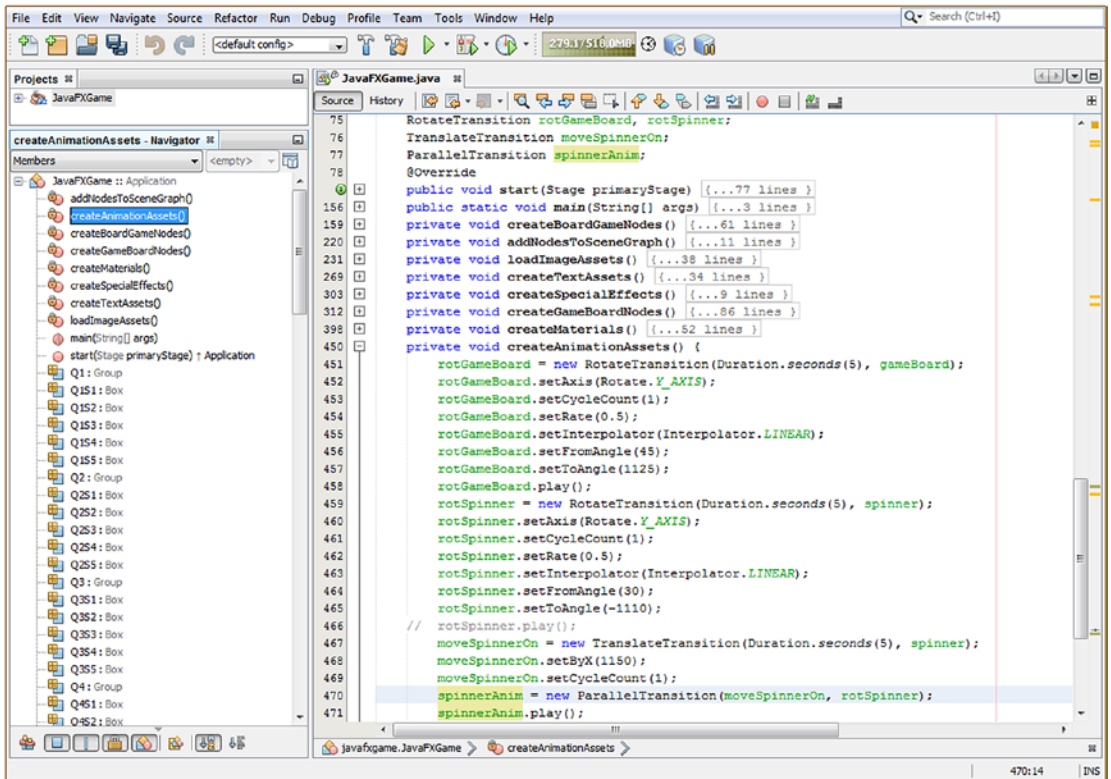 File Edit View Navigate Source Refactor Run Debug Profile Team Tools Window Help
Search (Ctrl+I)
<default config>
279.1/518.0MB
Projects
JavaFXGame
createAnimationAssets - Navigator
Members
<empty>
JavaFXGame :: Application
addNodesToSceneGraph()
createAnimationAssets()
createBoardGameNodes()
createGameBoardNodes()
createMaterials()
createSpecialEffects()
createTextAssets()
loadImageAssets()
main(String[] args)
start(Stage primaryStage) ↑ Application
Q1 : Group
Q1S1 : Box
Q1S2 : Box
Q1S3 : Box
Q1S4 : Box
Q1S5 : Box
Q2 : Group
Q2S1 : Box
Q2S2 : Box
Q2S3 : Box
Q2S4 : Box
Q2S5 : Box
Q3 : Group
Q3S1 : Box
Q3S2 : Box
Q3S3 : Box
Q3S4 : Box
Q3S5 : Box
Q4 : Group
Q4S1 : Box
Q4S2 : Box
JavaFXGame.java
Source History
75 RotateTransition rotGameBoard, rotSpinner;
76 TranslateTransition moveSpinnerOn;
77 ParallelTransition spinnerAnim;
78 @Override
public void start(Stage primaryStage) {...77 lines }
156 public static void main(String[] args) {...3 lines }
159 private void createBoardGameNodes() {...61 lines }
220 private void addNodesToSceneGraph() {...11 lines }
231 private void loadImageAssets() {...38 lines }
269 private void createTextAssets() {...34 lines }
303 private void createSpecialEffects() {...9 lines }
312 private void createGameBoardNodes() {...86 lines }
398 private void createMaterials() {...52 lines }
450 private void createAnimationAssets() {
451 rotGameBoard = new RotateTransition(Duration.seconds(5), gameBoard);
452 rotGameBoard.setAxis(Rotate.Y_AXIS);
453 rotGameBoard.setCycleCount(1);
454 rotGameBoard.setRate(0.5);
455 rotGameBoard.setInterpolator(Interpolator.LINEAR);
456 rotGameBoard.setFromAngle(45);
457 rotGameBoard.setToAngle(1125);
458 rotGameBoard.play();
459 rotSpinner = new RotateTransition(Duration.seconds(5), spinner);
460 rotSpinner.setAxis(Rotate.Y_AXIS);
461 rotSpinner.setCycleCount(1);
462 rotSpinner.setRate(0.5);
463 rotSpinner.setInterpolator(Interpolator.LINEAR);
464 rotSpinner.setFromAngle(30);
465 rotSpinner.setToAngle(-1110);
466 // rotSpinner.play();
467 moveSpinnerOn = new TranslateTransition(Duration.seconds(5), spinner);
468 moveSpinnerOn.setByX(1150);
469 moveSpinnerOn.setCycleCount(1);
470 spinnerAnim = new ParallelTransition(moveSpinnerOn, rotSpinner);
471 spinnerAnim.play();
javafxgame.JavaFXGame createAnimationAssets
470:14 INS